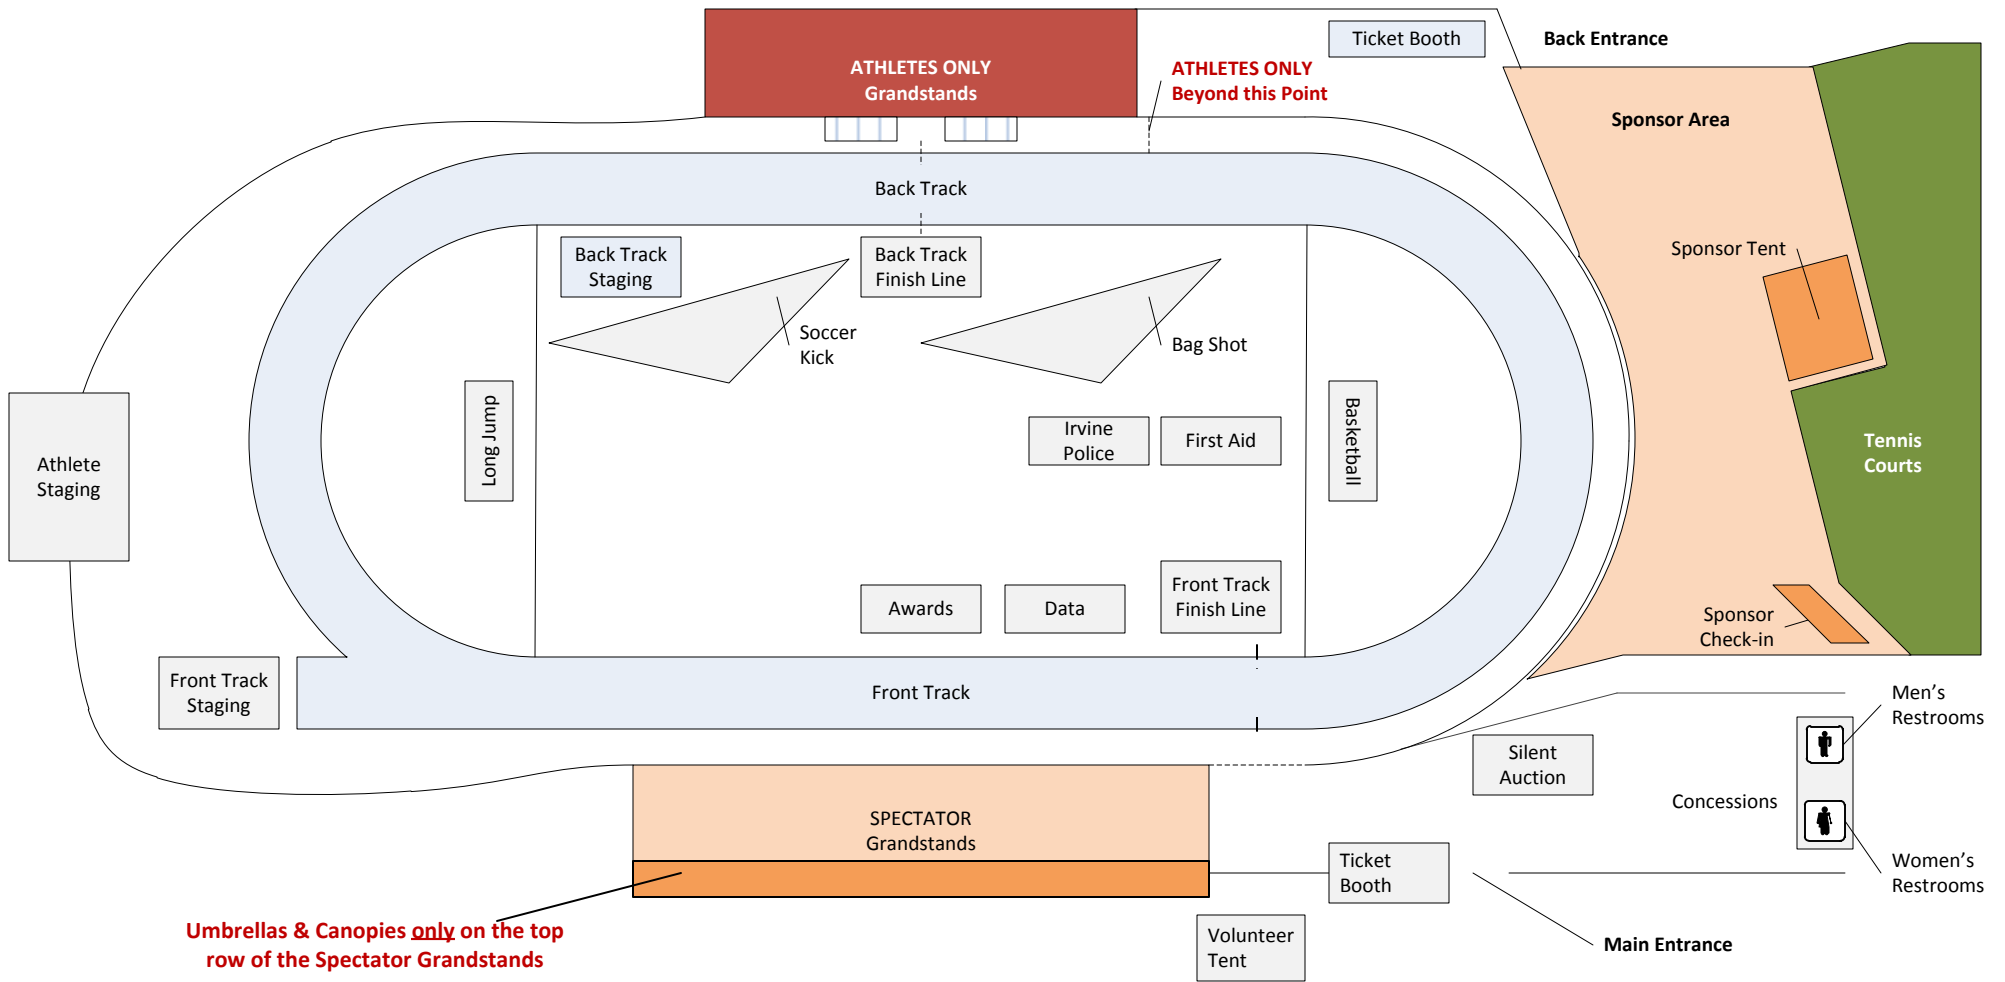 Ticket Booth
Back Entrance
ATHLETES ONLY
Grandstands
ATHLETES ONLY
Beyond this Point
Sponsor Area
Back Track
Back Track
Staging
Back Track
Finish Line
Sponsor Tent
Soccer
Kick
Bag Shot
Long Jump
Irvine
Police
First Aid
Basketball
Tennis
Courts
Athlete
Staging
Awards
Data
Front Track
Finish Line
Sponsor
Check-in
Front Track
Staging
Front Track
Men’s
Restrooms
Silent
Auction
Concessions
SPECTATOR
Grandstands
Ticket
Booth
Women’s
Restrooms
Umbrellas & Canopies only on the top
row of the Spectator Grandstands
Volunteer
Tent
Main Entrance